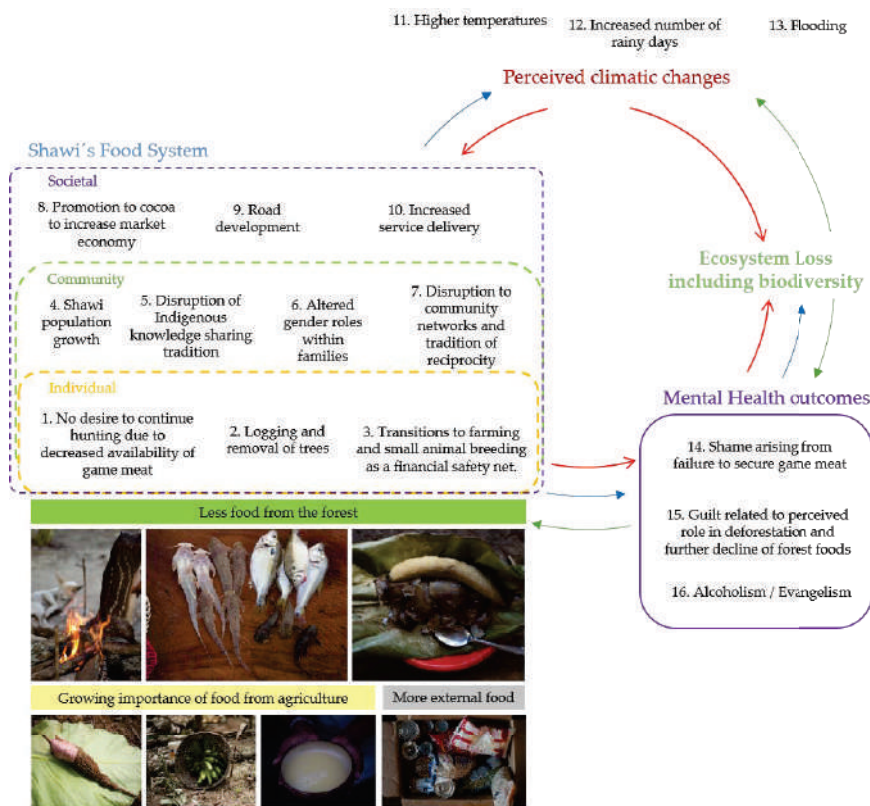 11. Higher temperatures
12. Increased number of
rainy days
13. Flooding
Perceived climatic changes
Shawi´s Food System
Societal
8. Promotion to cocoa
to increase market
economy
9. Road
development
10. Increased
service delivery
Community
4. Shawi
population
growth
5. Disruption of
Indigenous
knowledge sharing
tradition
6. Altered
gender roles
within
families
7. Disruption to
community
networks and
tradition of
reciprocity
Individual
1. No desire to continue
hunting due to
decreased availability of
game meat
2. Logging and
removal of trees
3. Transitions to farming
and small animal breeding
as a financial safety net.
Ecosystem Loss
including biodiversity
Mental Health outcomes
14. Shame arising from
failure to secure game meat
15. Guilt related to perceived
role in deforestation and
further decline of forest foods
16. Alcoholism / Evangelism
Less food from the forest
Growing importance of food from agriculture
More external food